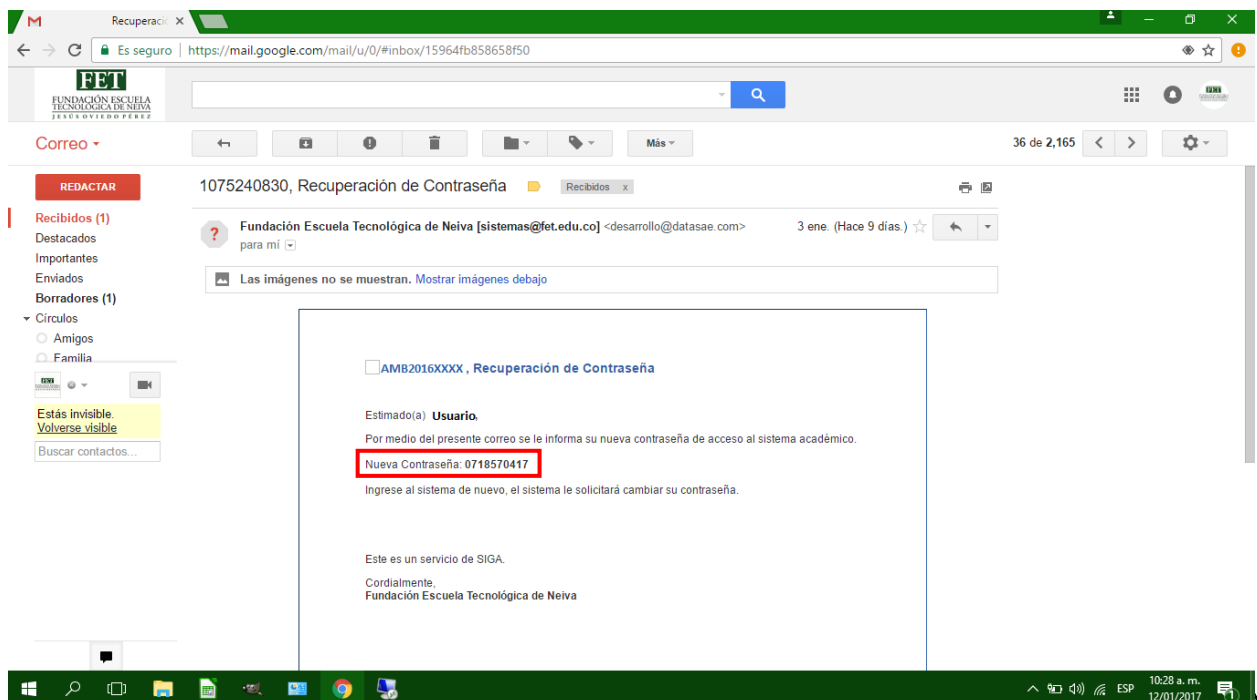 Recuperació
Es seguro | https://mail.google.com/mail/u/0/#inbox/15964fb858658f50
FET
FUNDACIÓN ESCUELA
TECNOLÓGICA DE NEIVA
JESÚS OVIEDO PÉREZ
Correo
Más
36 de 2,165
REDACTAR
1075240830, Recuperación de Contraseña
Recibidos x
Recibidos (1)
Destacados
Importantes
Enviados
Borradores (1)
Círculos
Amigos
Familia
Fundación Escuela Tecnológica de Neiva [sistemas@fet.edu.co] <desarrollo@datasae.com>
3 ene. (Hace 9 días.)
para mí
Las imágenes no se muestran. Mostrar imágenes debajo
Estás invisible.
Volverse visible
Buscar contactos...
AMB2016XXXX , Recuperación de Contraseña
Estimado(a) Usuario,
Por medio del presente correo se le informa su nueva contraseña de acceso al sistema académico.
Nueva Contraseña: 0718570417
Ingrese al sistema de nuevo, el sistema le solicitará cambiar su contraseña.
Este es un servicio de SIGA.
Cordialmente,
Fundación Escuela Tecnológica de Neiva
ESP
10:28 a. m.
12/01/2017